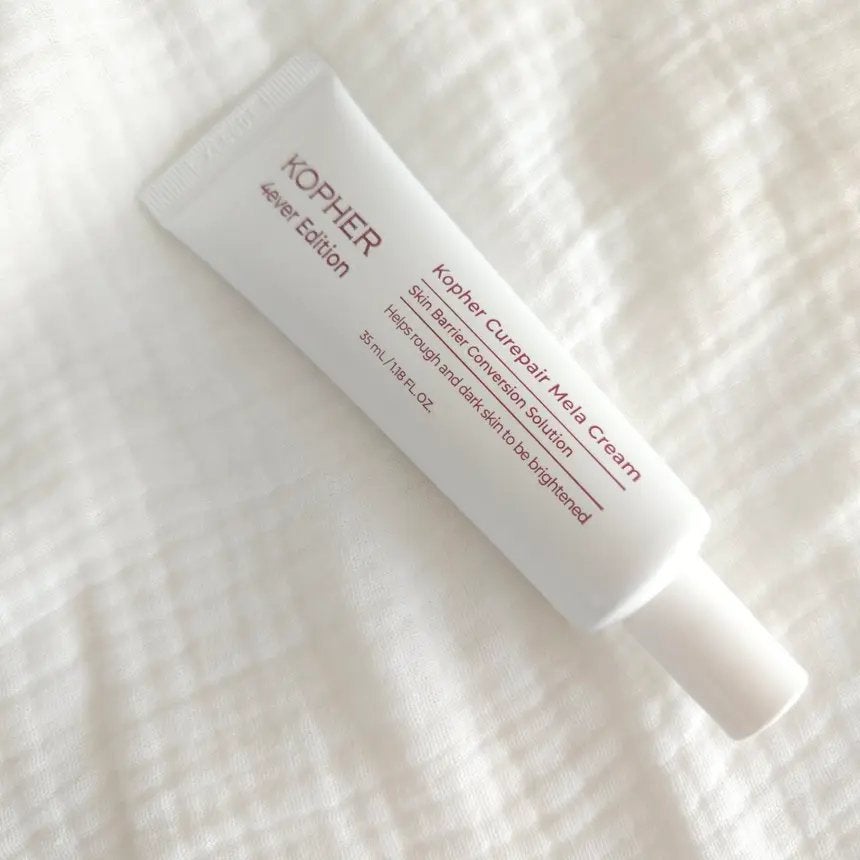 KOPHER
4ever Edition
Kopher Curepair Mela Cream
Skin Barrier Conversion Solution
Helps rough and dark skin to be brightened
35 mL / 1.18 FL. OZ.